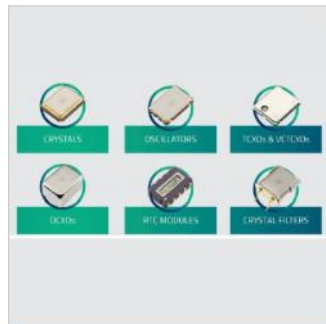 CRYSTALS
OSCILLATORS
TCXOs & VCTCXOs
OCXOs
RTC MODULES
CRYSTAL FILTERS